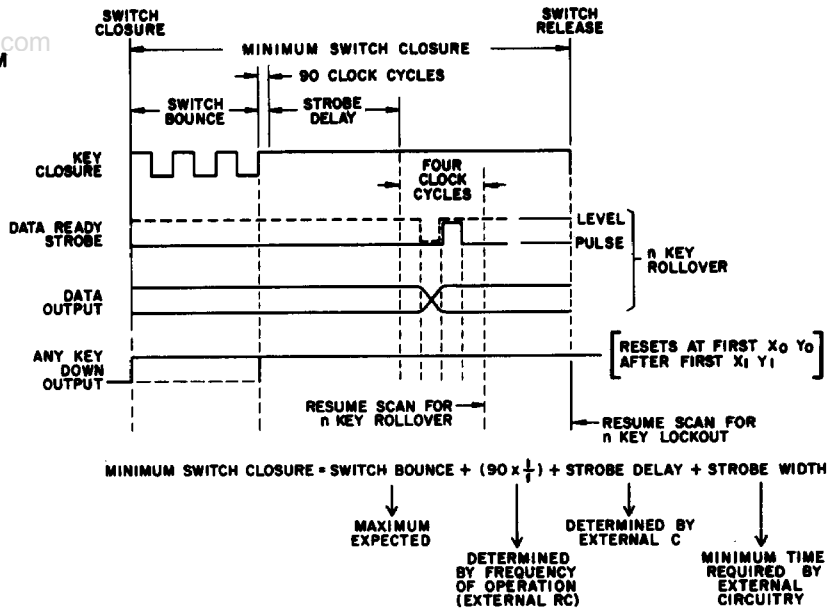 SWITCH CLOSURE
SWITCH RELEASE
.com
M
MINIMUM SWITCH CLOSURE
90 CLOCK CYCLES
SWITCH BOUNCE
STROBE DELAY
KEY CLOSURE
FOUR CLOCK CYCLES
DATA READY STROBE
LEVEL
PULSE
n KEY ROLLOVER
DATA OUTPUT
ANY KEY DOWN OUTPUT
RESETS AT FIRST X0 Y0
AFTER FIRST X1 Y1
RESUME SCAN FOR
n KEY ROLLOVER
RESUME SCAN FOR
n KEY LOCKOUT
MINIMUM SWITCH CLOSURE = SWITCH BOUNCE + (90 x 1/f) + STROBE DELAY + STROBE WIDTH
MAXIMUM EXPECTED
DETERMINED BY FREQUENCY OF OPERATION (EXTERNAL RC)
DETERMINED BY EXTERNAL C
MINIMUM TIME REQUIRED BY EXTERNAL CIRCUITRY